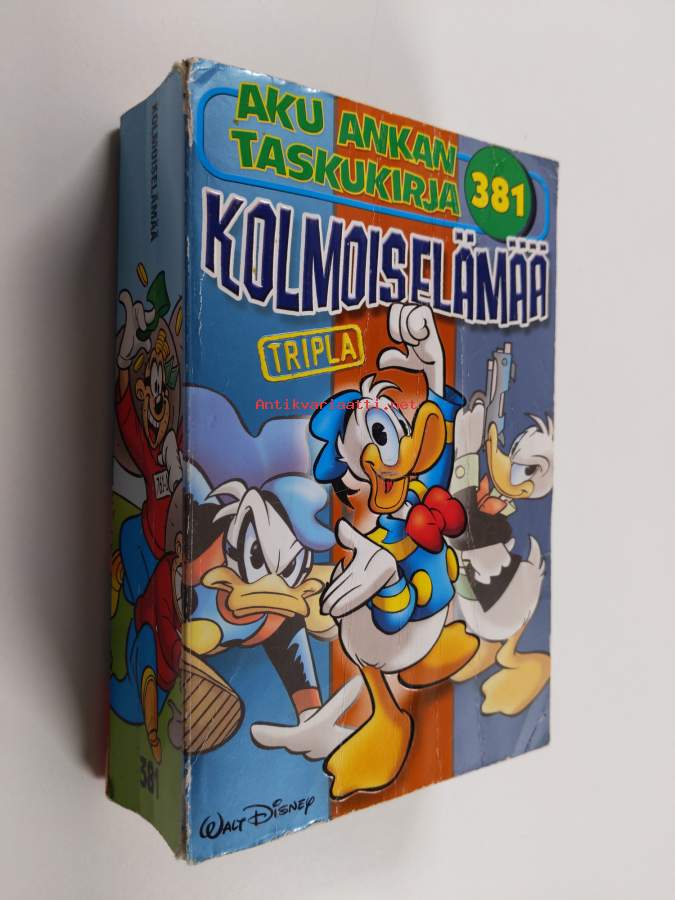 AKU ANKAN
TASKUKIRJA
381
KOLMOISELÄMÄÄ
TRIPLA
Antikvariaatti.net
WALT DISNEY
KOLMOISELÄMÄÄ
381